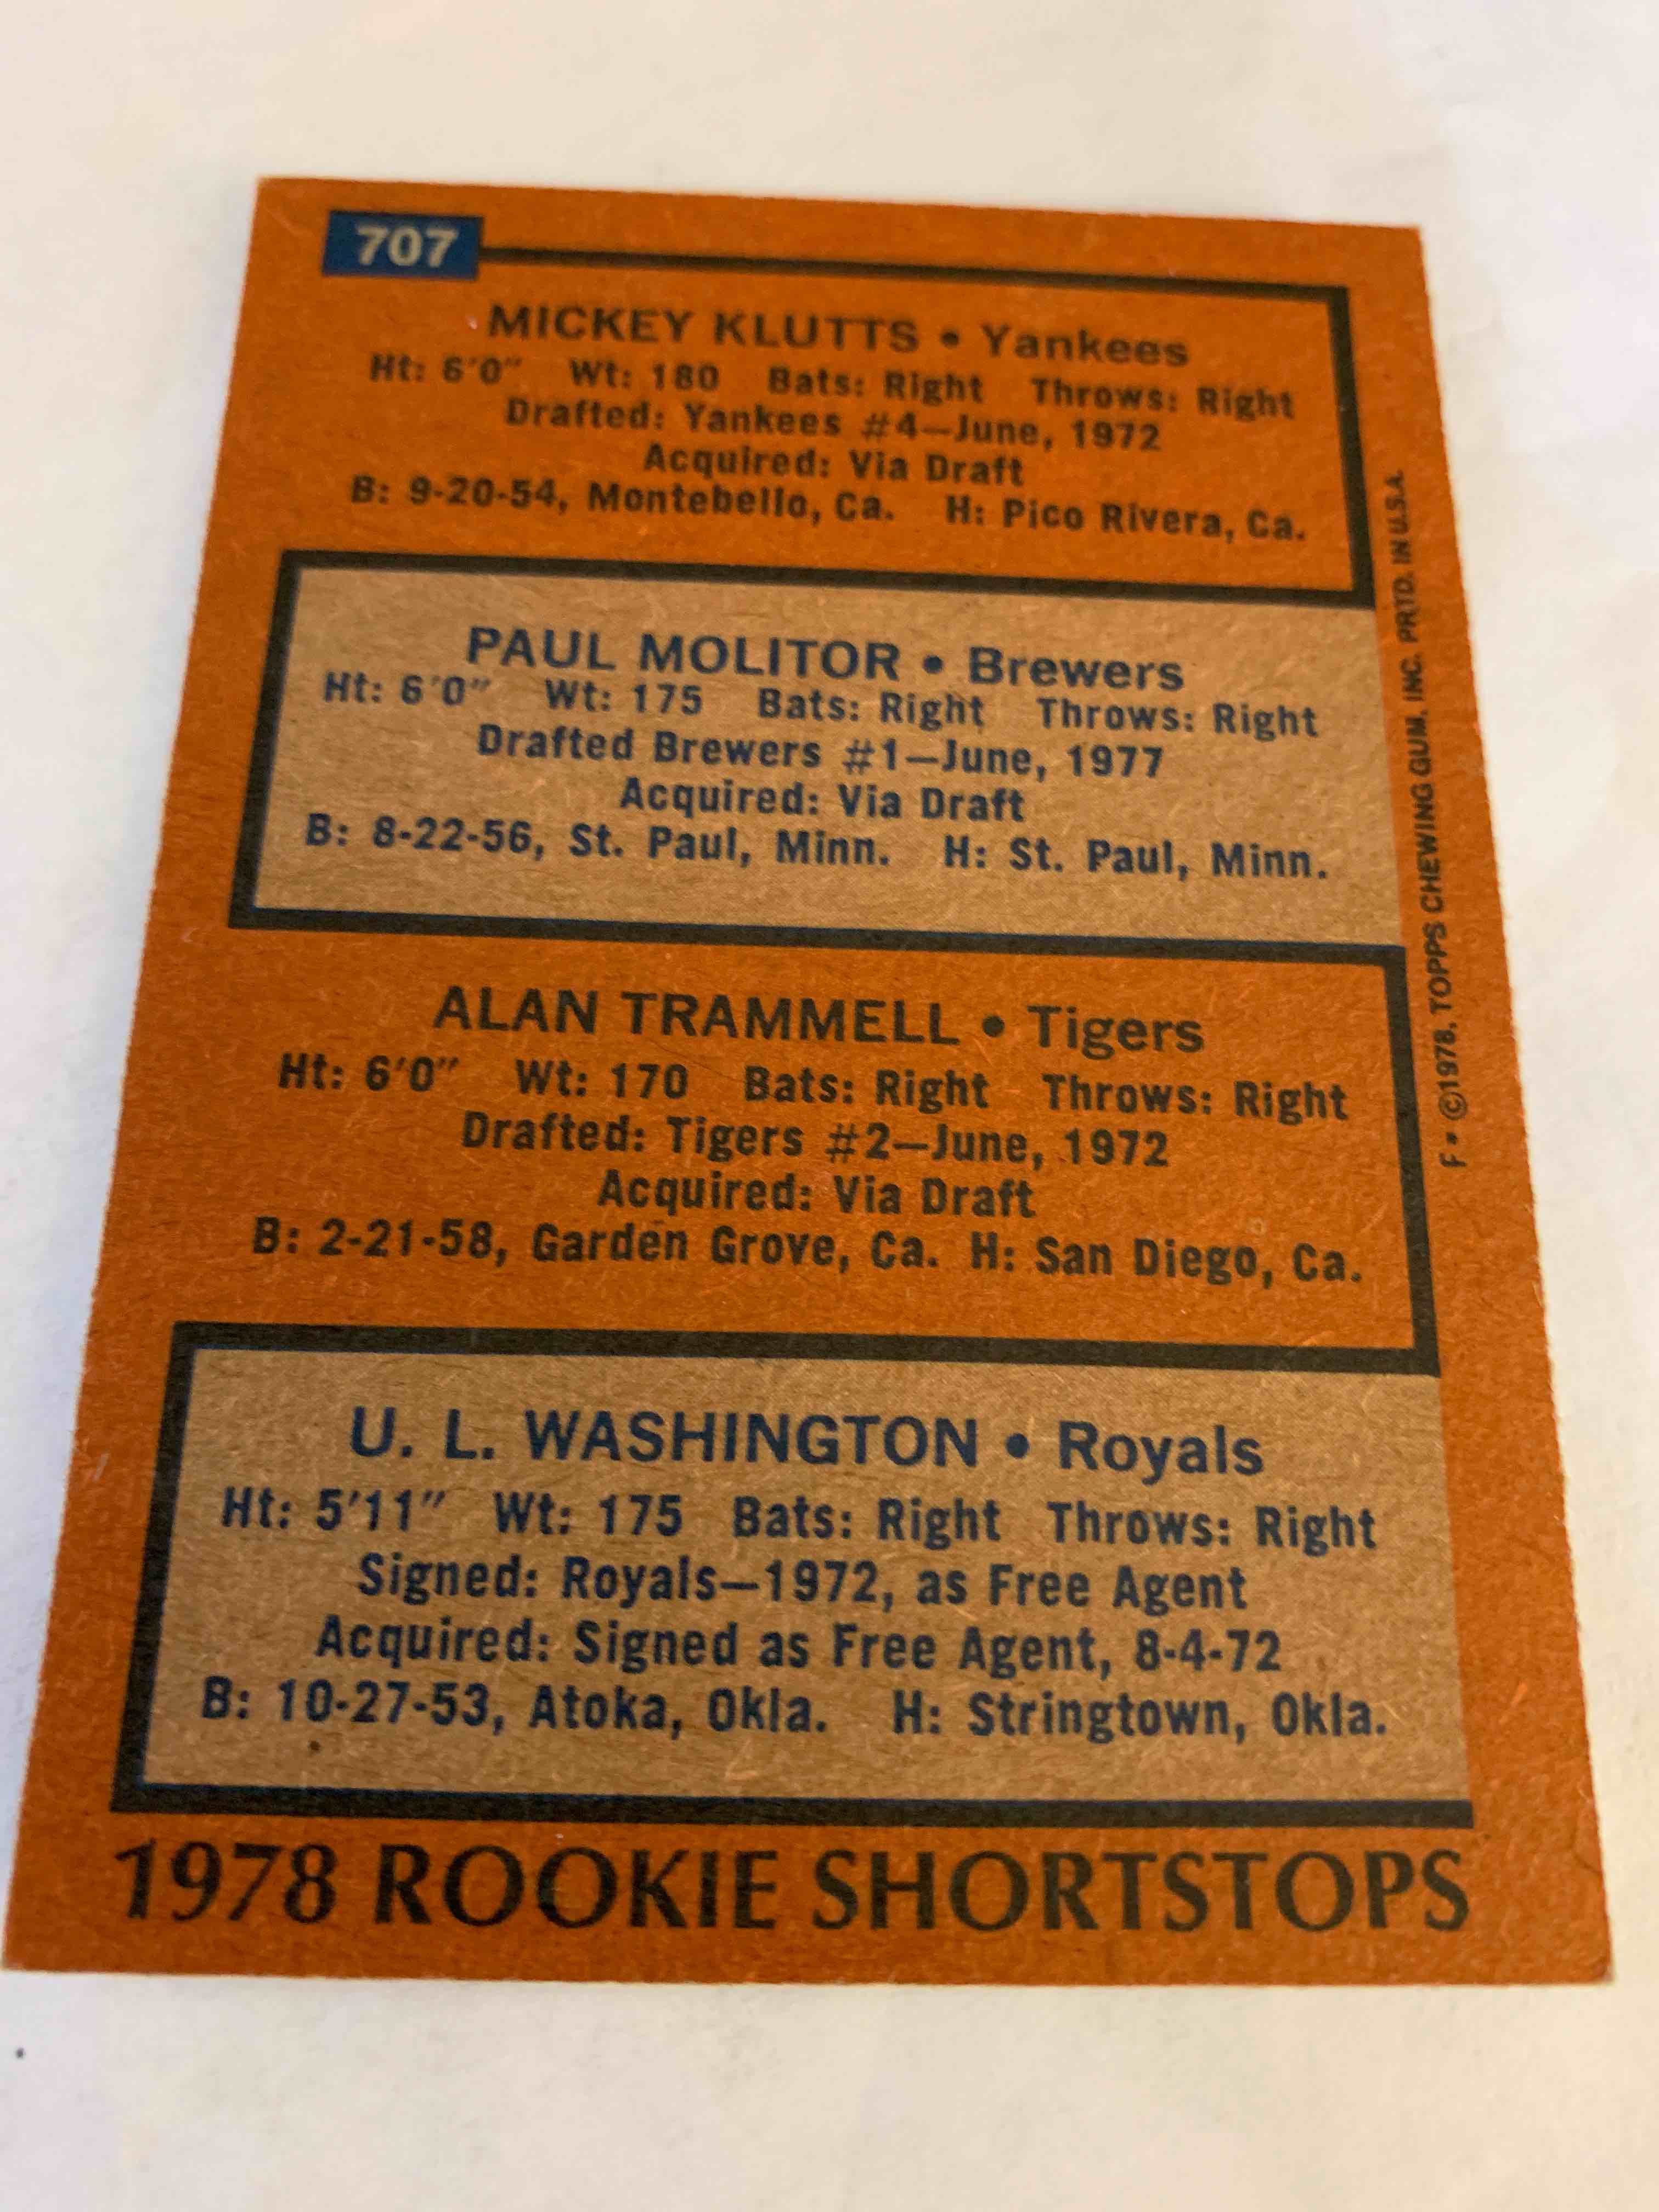 707
MICKEY KLUTTS • Yankees
Ht: 6'0" Wt: 180 Bats: Right Throws: Right
Drafted: Yankees #4—June, 1972
Acquired: Via Draft
B: 9-20-54, Montebello, Ca. H: Pico Rivera, Ca.
PAUL MOLITOR • Brewers
Ht: 6'0" Wt: 175 Bats: Right Throws: Right
Drafted Brewers #1—June, 1977
Acquired: Via Draft
B: 8-22-56, St. Paul, Minn. H: St. Paul, Minn.
ALAN TRAMMELL • Tigers
Ht: 6'0" Wt: 170 Bats: Right Throws: Right
Drafted: Tigers #2—June, 1972
Acquired: Via Draft
B: 2-21-58, Garden Grove, Ca. H: San Diego, Ca.
U. L. WASHINGTON • Royals
Ht: 5'11" Wt: 175 Bats: Right Throws: Right
Signed: Royals—1972, as Free Agent
Acquired: Signed as Free Agent, 8-4-72
B: 10-27-53, Atoka, Okla. H: Stringtown, Okla.
1978 ROOKIE SHORTSTOPS
F• ©1978, TOPPS CHEWING GUM, INC. PRTD. IN U.S.A.